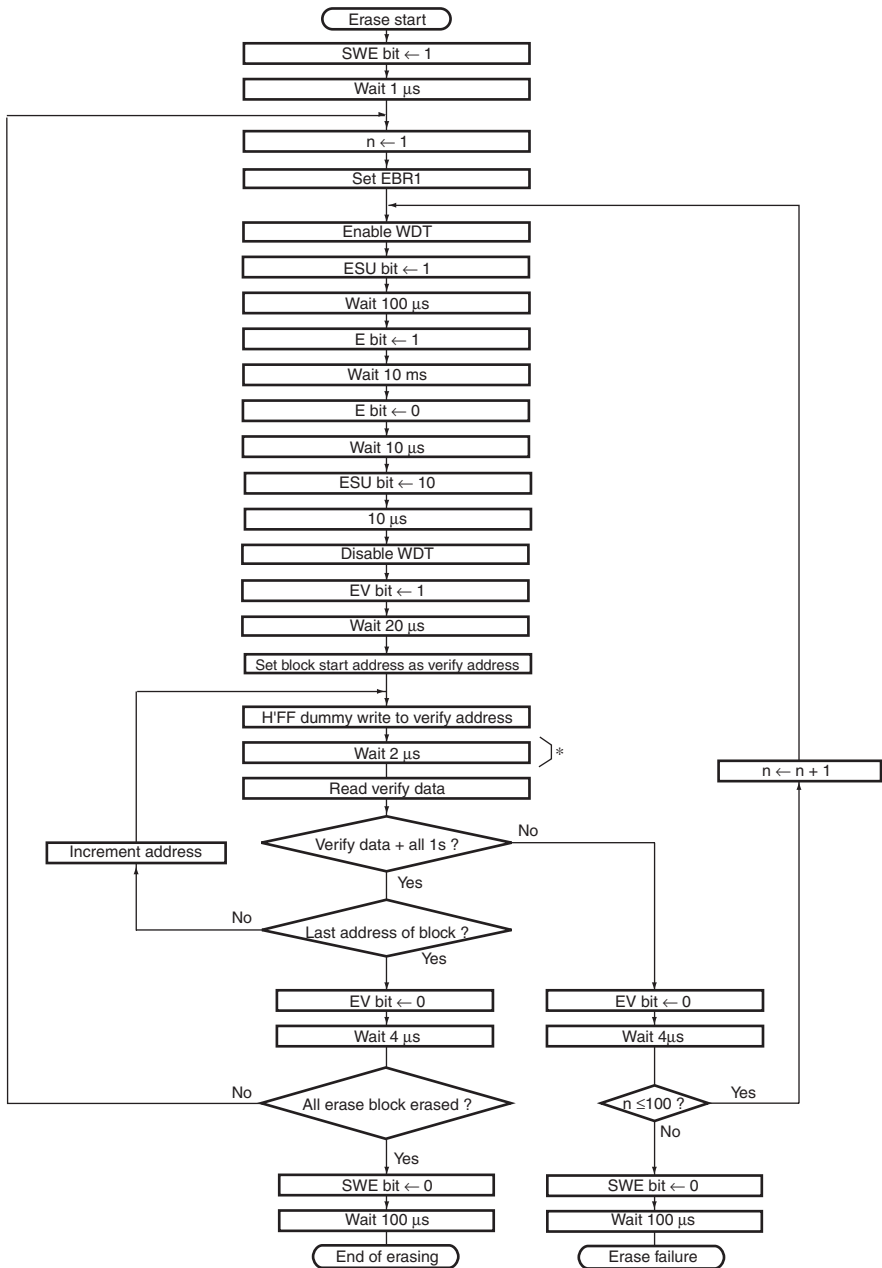 Erase start
SWE bit ← 1
Wait 1 μs
n ← 1
Set EBR1
Enable WDT
ESU bit ← 1
Wait 100 μs
E bit ← 1
Wait 10 ms
E bit ← 0
Wait 10 μs
ESU bit ← 10
10 μs
Disable WDT
EV bit ← 1
Wait 20 μs
Set block start address as verify address
H'FF dummy write to verify address
Wait 2 μs
*
n ← n + 1
Read verify data
Verify data + all 1s ?
No
Increment address
Yes
No
Last address of block ?
Yes
EV bit ← 0
EV bit ← 0
Wait 4 μs
Wait 4μs
No
All erase block erased ?
n ≤100 ?
Yes
Yes
No
SWE bit ← 0
SWE bit ← 0
Wait 100 μs
Wait 100 μs
End of erasing
Erase failure